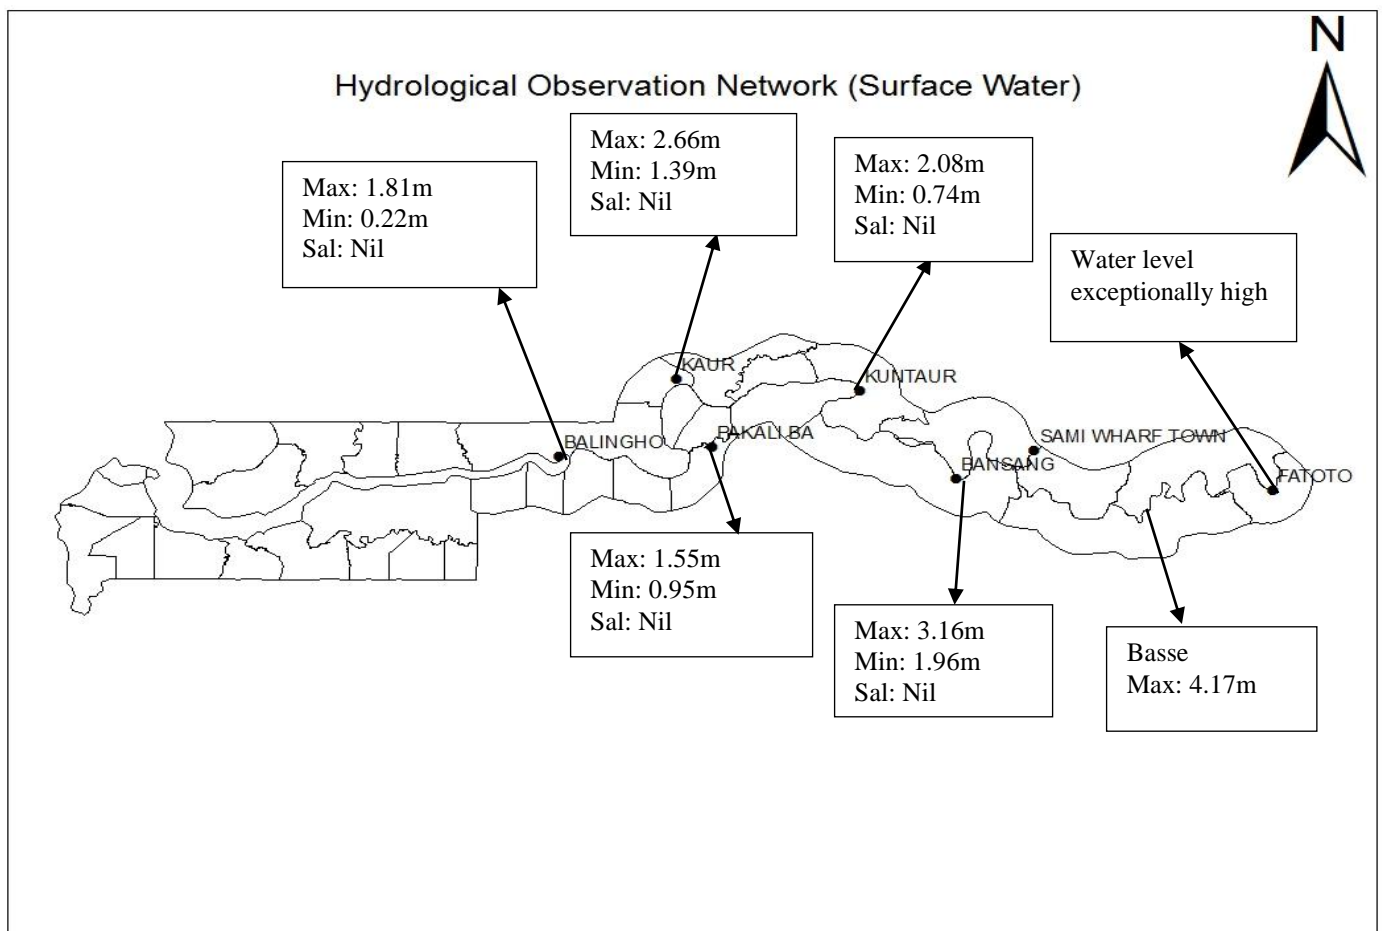 N
Hydrological Observation Network (Surface Water)
Max: 2.66m
Min: 1.39m
Sal: Nil
Max: 2.08m
Min: 0.74m
Sal: Nil
Max: 1.81m
Min: 0.22m
Sal: Nil
Water level
exceptionally high
KAUR
KUNTAUR
BALINGHO
PAKALI BA
SAMI WHARF TOWN
BANSANG
FATOTO
Max: 1.55m
Min: 0.95m
Sal: Nil
Max: 3.16m
Min: 1.96m
Sal: Nil
Basse
Max: 4.17m